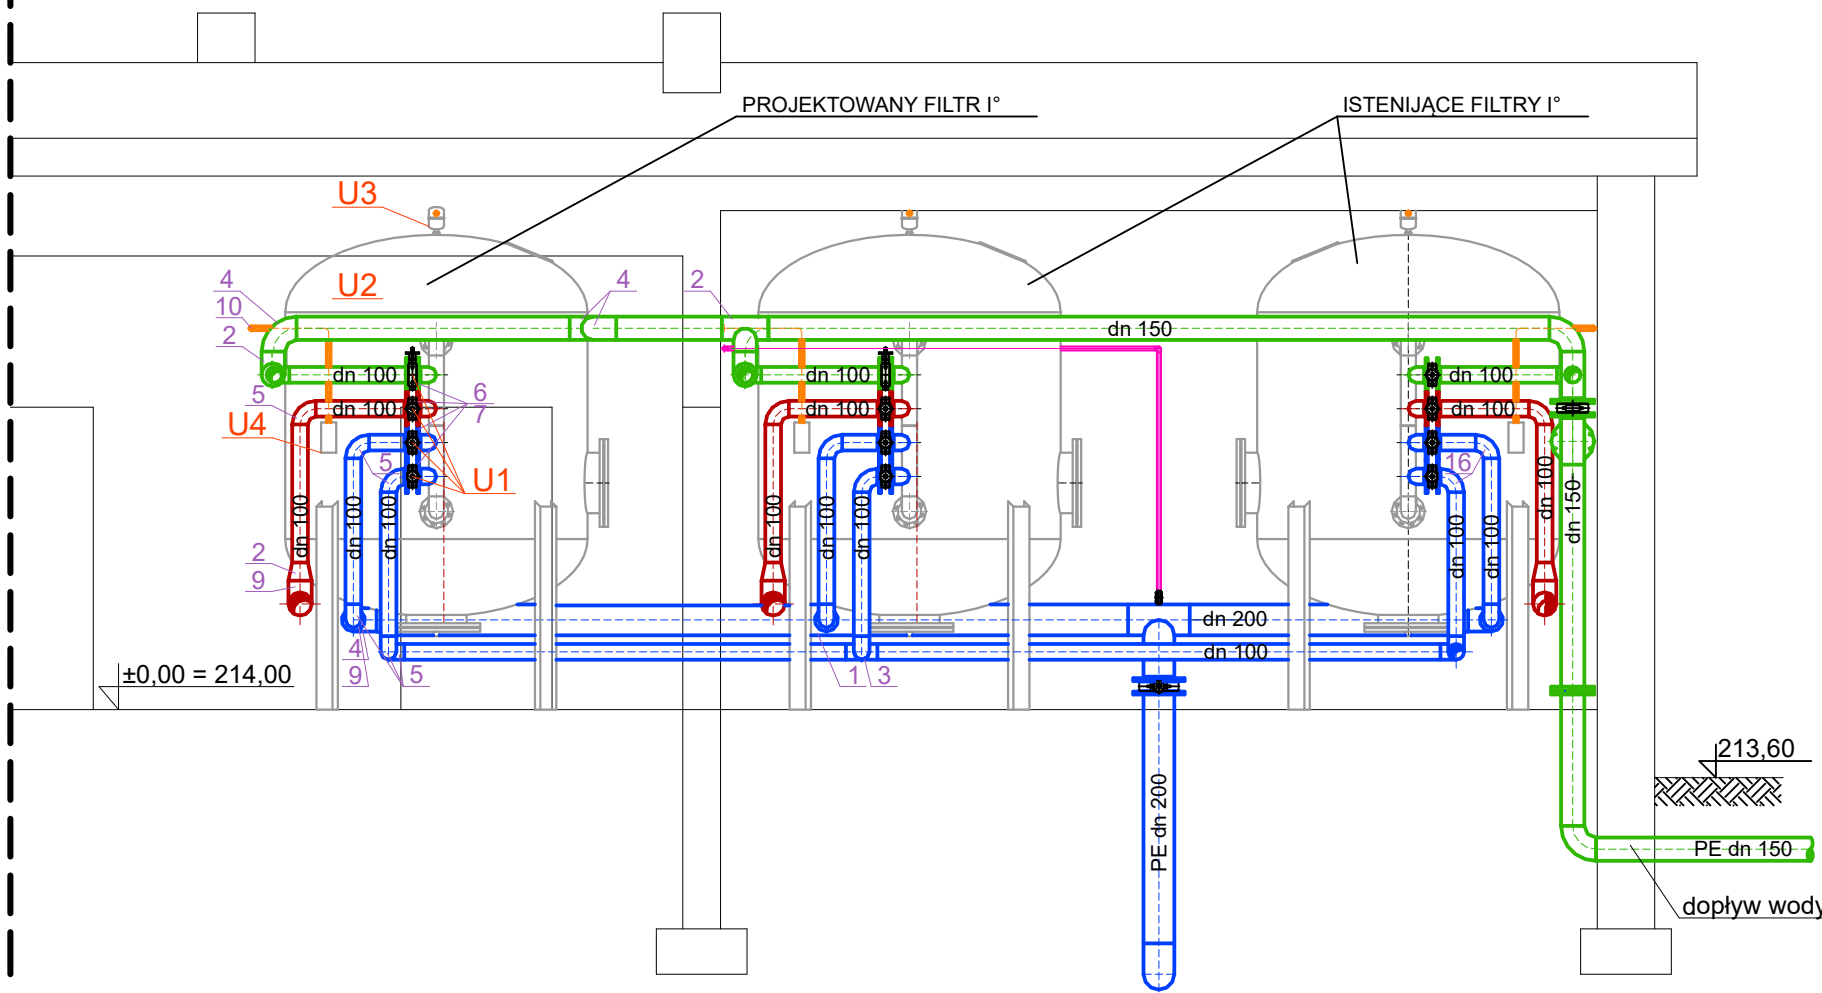 PROJEKTOWANY FILTR I°
ISTENIJĄCE FILTRY I°
U3
U2
4
10
2
4
2
dn 150
dn 100
dn 100
dn 100
5
dn 100
6
7
dn 100
dn 100
U4
5
U1
16
dn 100
dn 100
dn 100
dn 100
dn 100
dn 100
dn 100
dn 100
dn 100
dn 150
2
9
dn 200
dn 100
4
9
5
1
3
±0,00 = 214,00
213,60
PE dn 200
PE dn 150
dopływ wody